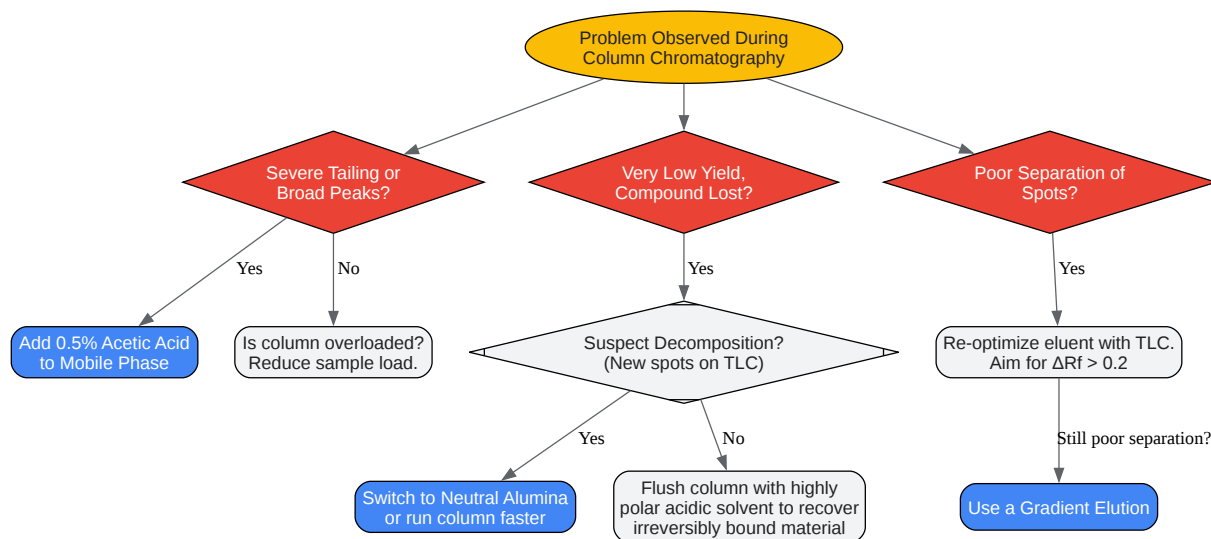 Problem Observed During
Column Chromatography
Severe Tailing or
Broad Peaks?
Very Low Yield,
Compound Lost?
Poor Separation of
Spots?
Yes
No
Yes
Yes
Add 0.5% Acetic Acid
to Mobile Phase
Is column overloaded?
Reduce sample load.
Suspect Decomposition?
(New spots on TLC)
Re-optimize eluent with TLC.
Aim for ΔRf > 0.2
Yes
No
Still poor separation?
Switch to Neutral Alumina
or run column faster
Flush column with highly
polar acidic solvent to recover
irreversibly bound material
Use a Gradient Elution